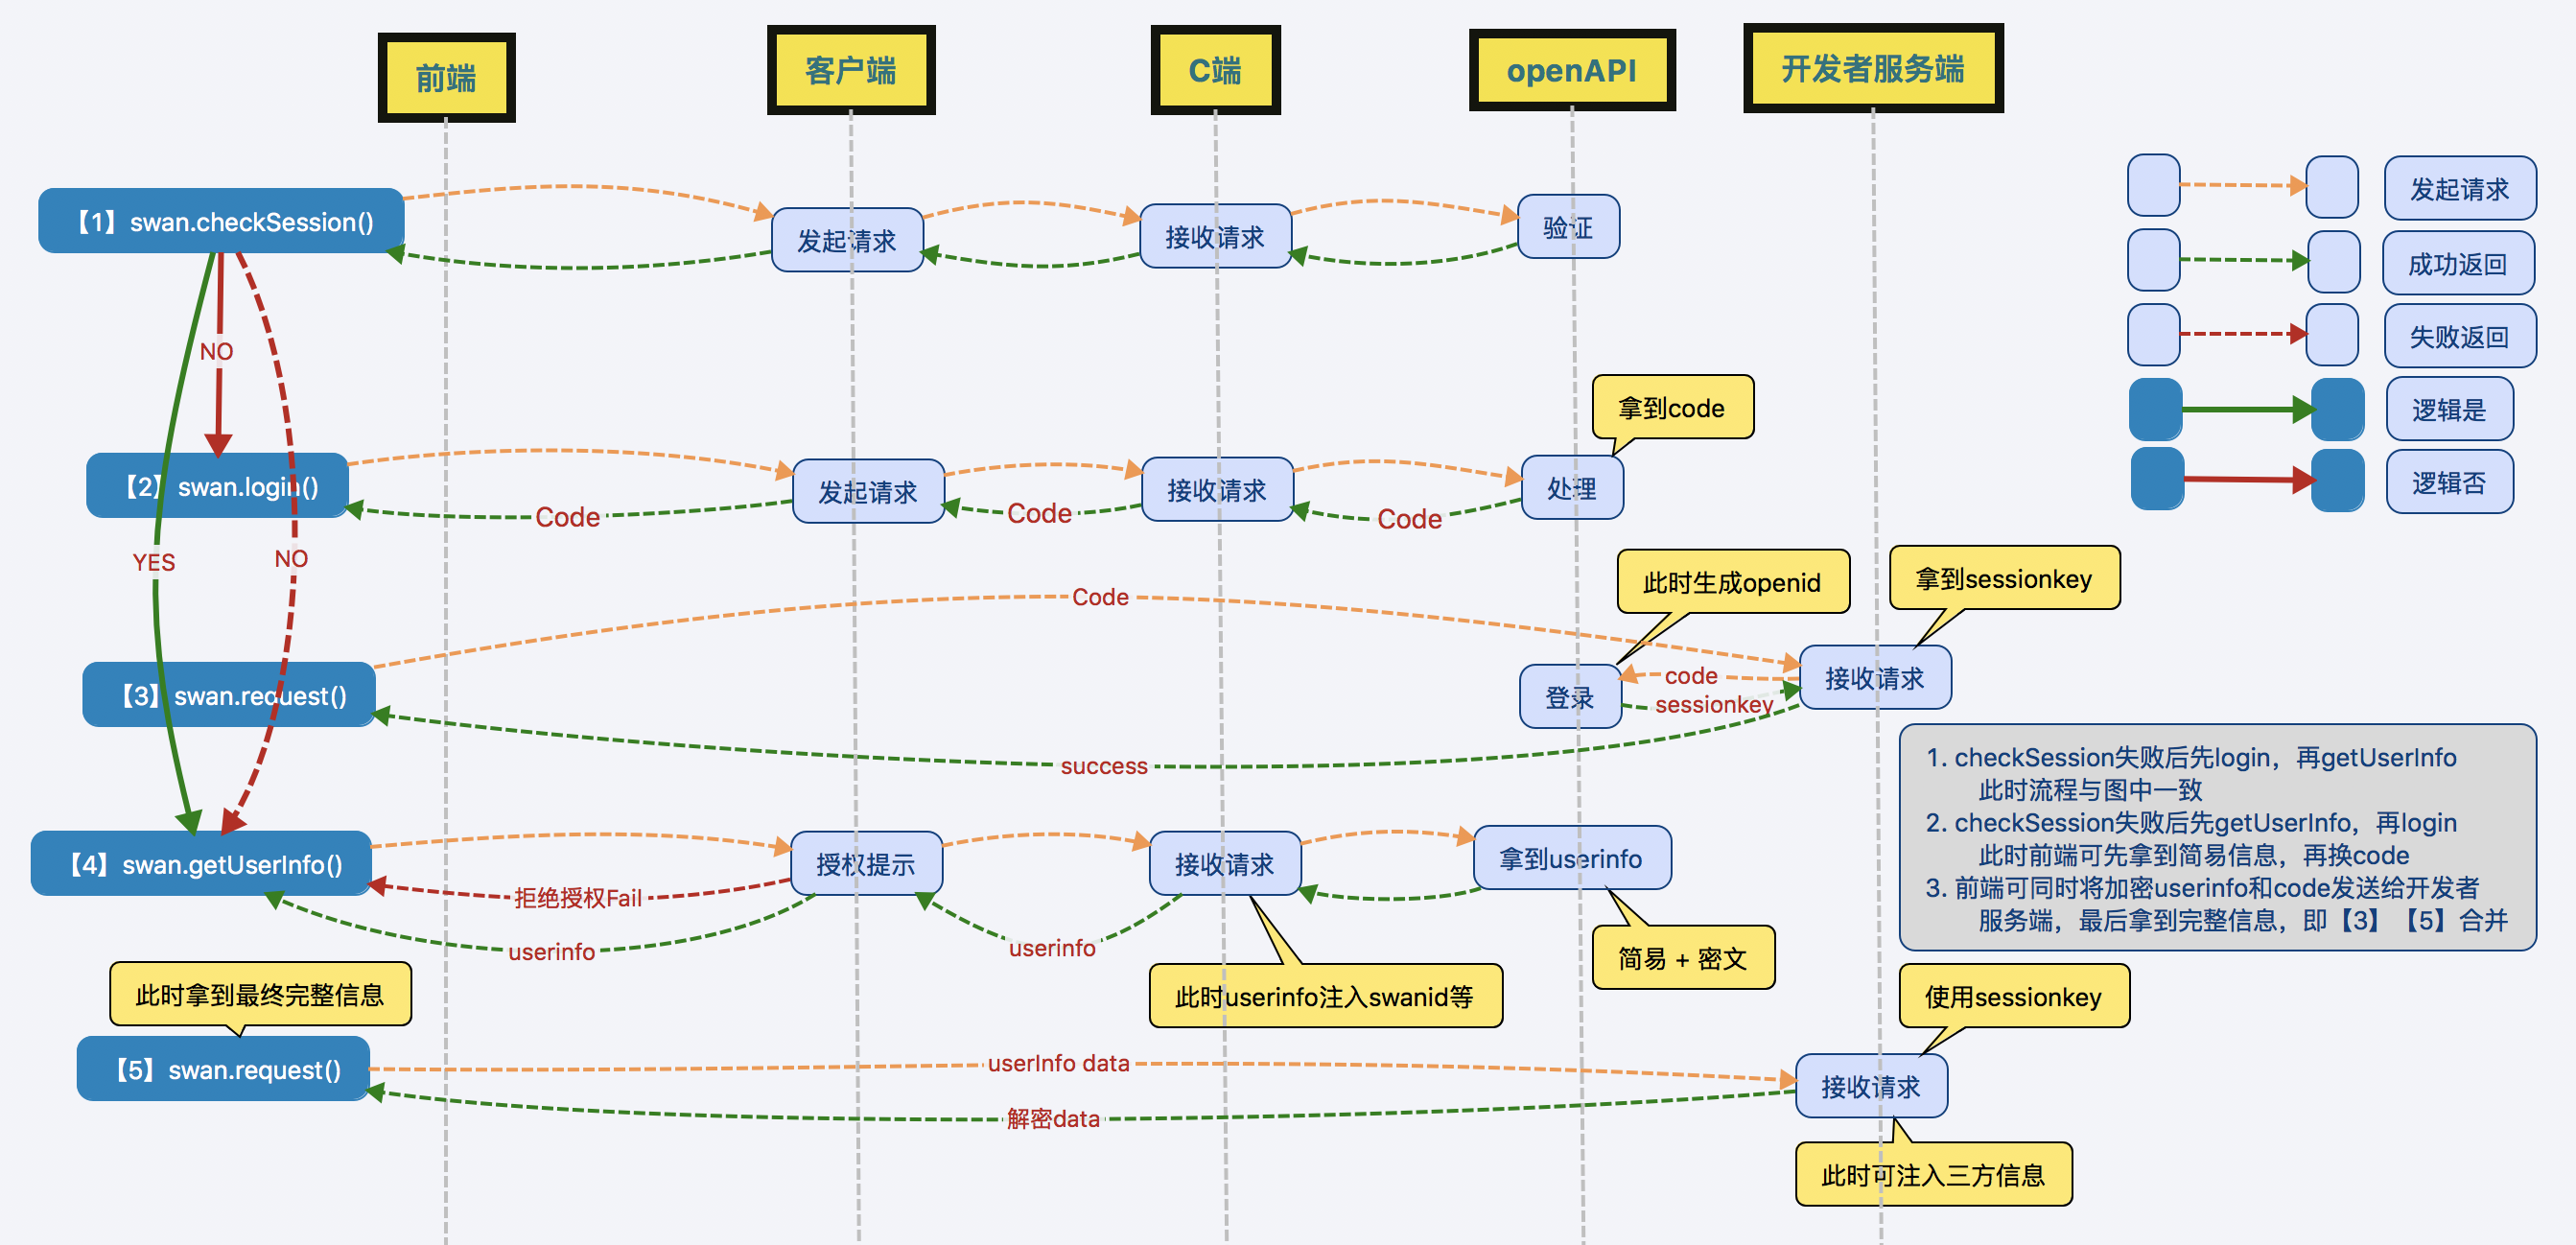 前端
客户端
C端
openAPI
开发者服务端
【1】swan.checkSession()
发起请求
接收请求
验证
发起请求
成功返回
失败返回
逻辑是
逻辑否
NO
拿到code
【2】swan.login()
发起请求
接收请求
处理
Code
Code
Code
YES
NO
此时生成openid
拿到sessionkey
Code
【3】swan.request()
登录
code
sessionkey
接收请求
success
1. checkSession失败后先login，再getUserInfo
此时流程与图中一致
2. checkSession失败后先getUserInfo，再login
此时前端可先拿到简易信息，再换code
3. 前端可同时将加密userinfo和code发送给开发者
服务端，最后拿到完整信息，即【3】【5】合并
【4】swan.getUserInfo()
授权提示
接收请求
拿到userinfo
拒绝授权Fail
userinfo
userinfo
简易 + 密文
此时拿到最终完整信息
此时userinfo注入swanid等
使用sessionkey
【5】swan.request()
userInfo data
接收请求
解密data
此时可注入三方信息